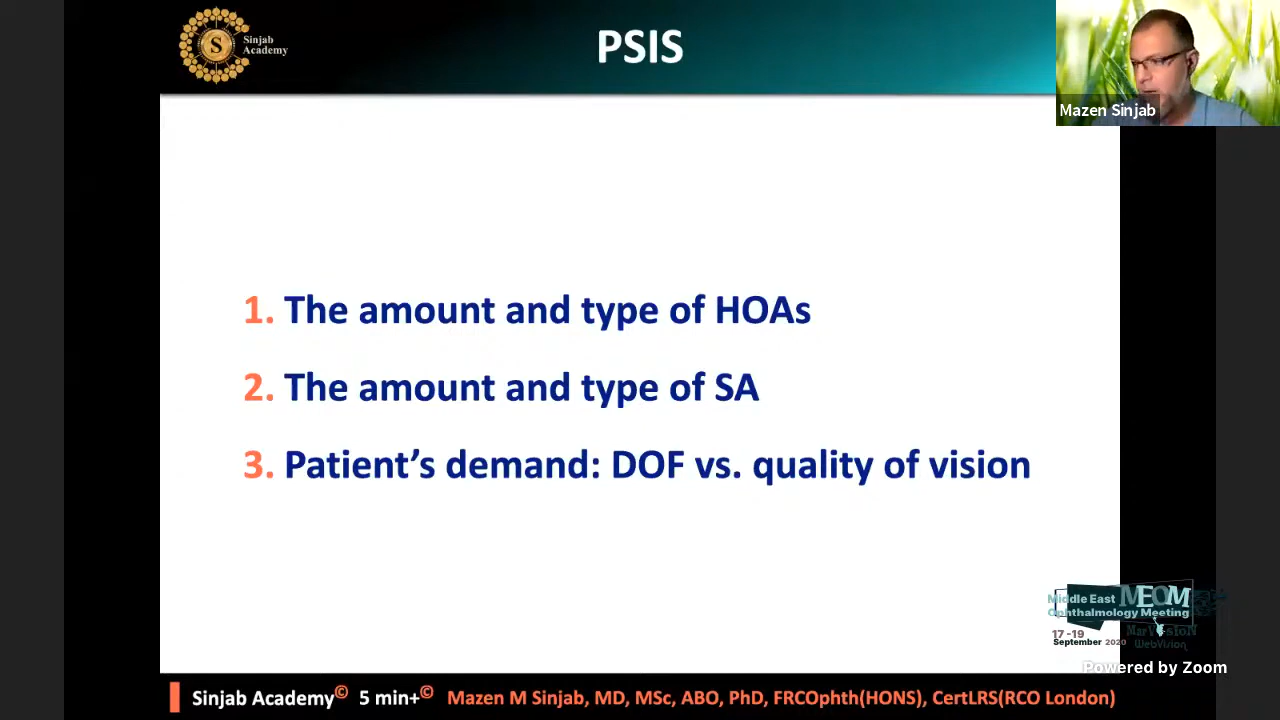 Sinjab
Academy
PSIS
Mazen Sinjab
1. The amount and type of HOAs
2. The amount and type of SA
3. Patient's demand: DOF vs. quality of vision
Middle East
Ophthalmology Meeting
MEOM
17-19
September 2020
WebVision
Powered by Zoom
Sinjab Academy© 5 min+© Mazen M Sinjab, MD, MSc, ABO, PhD, FRCOphth(HONS), CertLRS(RCO London)